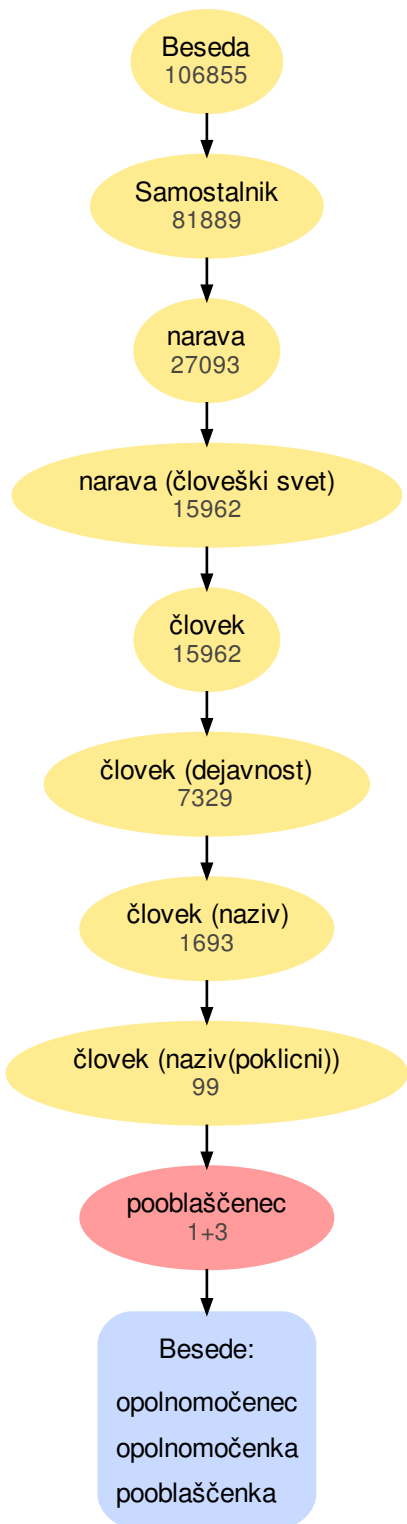 Beseda
106855
Samostalnik
81889
narava
27093
narava (človeški svet)
15962
človek
15962
človek (dejavnost)
7329
človek (naziv)
1693
človek (naziv(poklicni))
99
pooblaščenec
1+3
Besede:
opolnomočenec
opolnomočenka
pooblaščenka